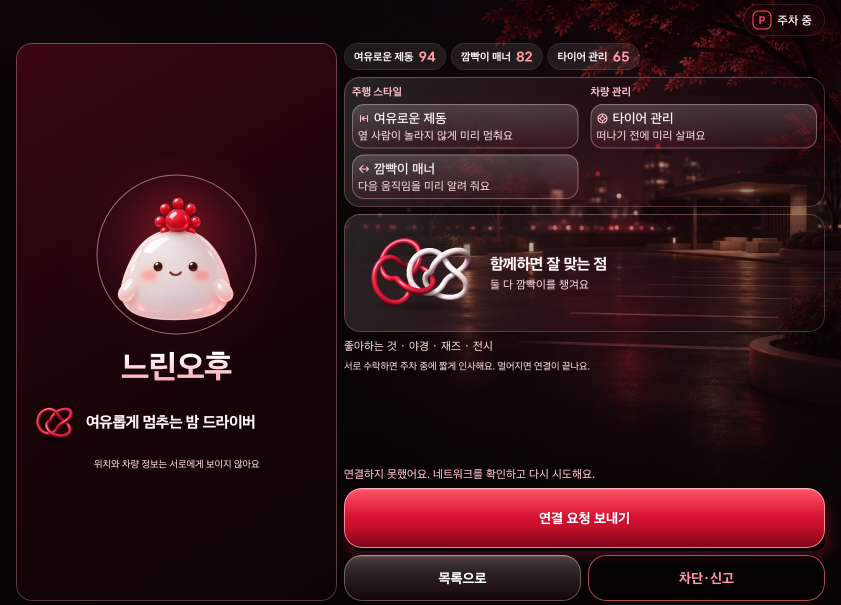 P 주차 중
느린오후
여유롭게 멈추는 밤 드라이버
위치와 차량 정보는 서로에게 보이지 않아요
여유로운 제동 94 깜빡이 매너 82 타이어 관리 65
주행 스타일
여유로운 제동
옆 사람이 놀라지 않게 미리 멈춰요
깜빡이 매너
다음 움직임을 미리 알려 줘요
차량 관리
타이어 관리
떠나기 전에 미리 살펴요
함께하면 잘 맞는 점
둘 다 깜빡이를 챙겨요
좋아하는 것 · 야경 · 재즈 · 전시
서로 수락하면 주차 중에 짧게 인사해요. 멀어지면 연결이 끝나요.
연결하지 못했어요. 네트워크를 확인하고 다시 시도해요.
연결 요청 보내기
목록으로
차단·신고